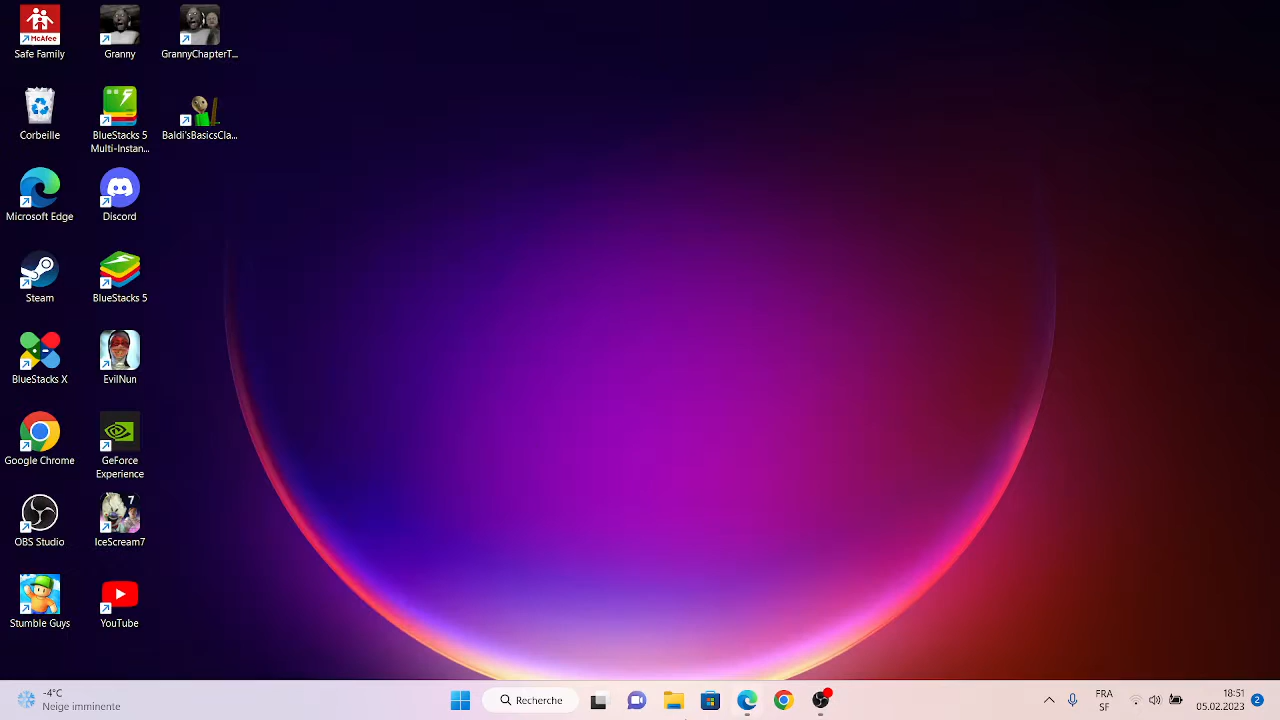 Safe Family
Granny
GrannyChapterT...
McAfee
Corbeille
BlueStacks 5
Multi-Instan...
Baldi'sBasicsCla...
Microsoft Edge
Discord
Steam
BlueStacks 5
BlueStacks X
EvilNun
Google Chrome
GeForce
Experience
7
OBS Studio
IceScream7
Stumble Guys
YouTube
-4°C
Neige imminente
Recherche
FRA
SF
18:51
05.02.2023
2